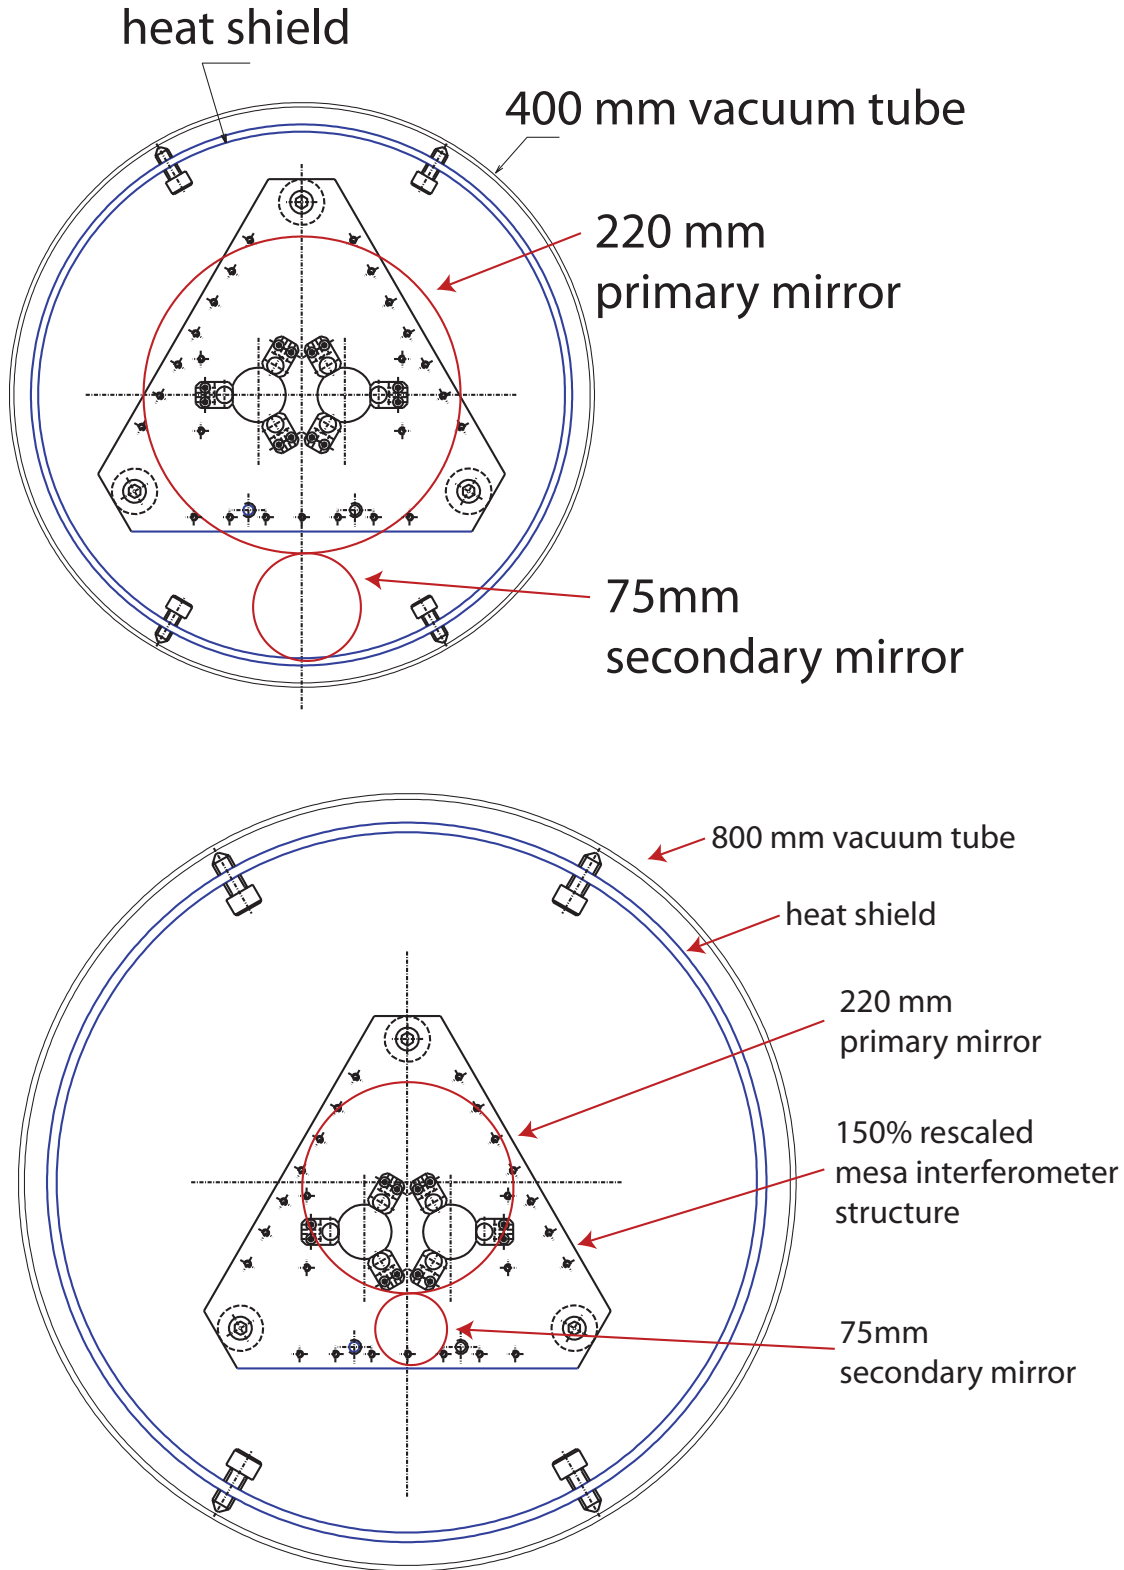 heat shield
400 mm vacuum tube
220 mm
primary mirror
75mm
secondary mirror
800 mm vacuum tube
heat shield
220 mm
primary mirror
150% rescaled
mesa interferometer
structure
75mm
secondary mirror